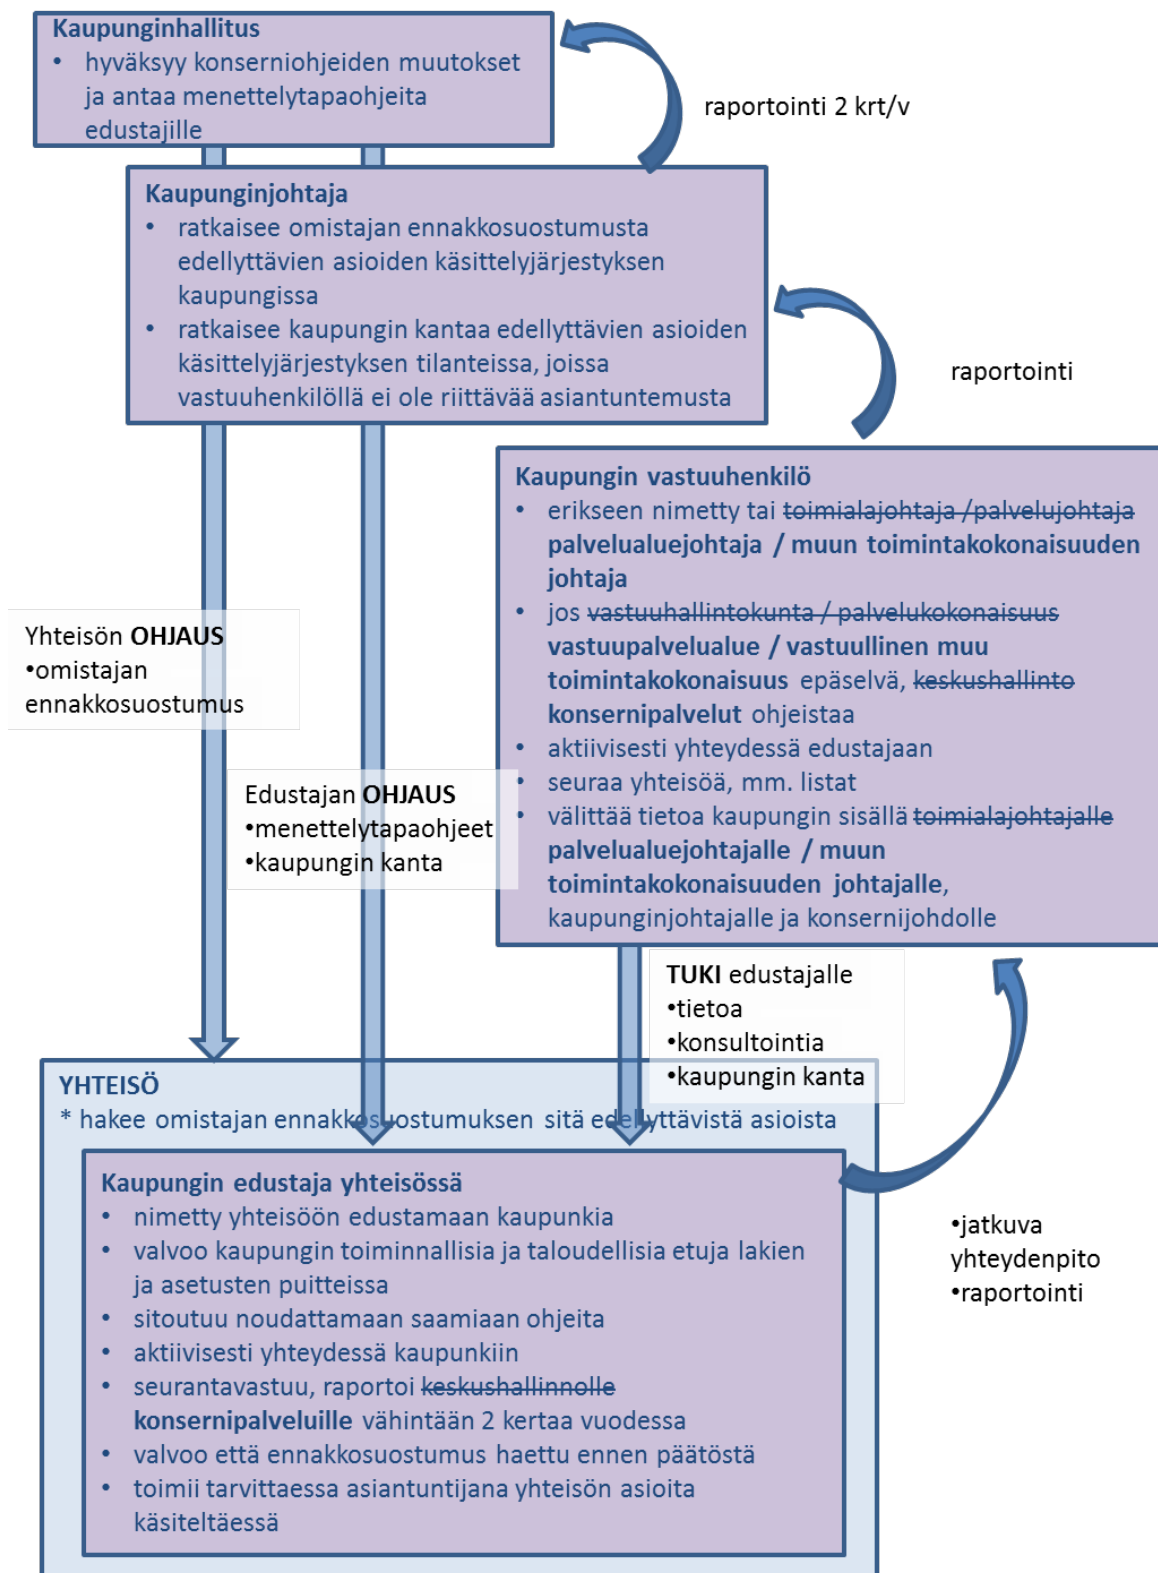 Kaupunginhallitus
• hyväksyy konserniohjeiden muutokset
ja antaa menettelytapaohjeita
edustajille
raportointi 2 krt/v
Kaupunginjohtaja
• ratkaisee omistajan ennakkosuostumusta
edellyttävien asioiden käsittelyjärjestyksen
kaupungissa
• ratkaisee kaupungin kantaa edellyttävien asioiden
käsittelyjärjestyksen tilanteissa, joissa
vastuuhenkilöllä ei ole riittävää asiantuntemusta
raportointi
Kaupungin vastuuhenkilö
• erikseen nimetty tai toimialajohtaja /palvelujohtaja
palvelualuejohtaja / muun toimintakokonaisuuden
johtaja
• jos vastuuhallintokunta / palvelukokonaisuus
vastuupalvelualue / vastuullinen muu
toimintakokonaisuus epäselvä, keskushallinto
konsernipalvelut ohjeistaa
• aktiivisesti yhteydessä edustajaan
• seuraa yhteisöä, mm. listat
• välittää tietoa kaupungin sisällä toimialajohtajalle
palvelualuejohtajalle / muun
toimintakokonaisuuden johtajalle,
kaupunginjohtajalle ja konsernijohdolle
Yhteisön OHJAUS
•omistajan
ennakkosuostumus
Edustajan OHJAUS
•menettelytapaohjeet
•kaupungin kanta
TUKI edustajalle
•tietoa
•konsultointia
•kaupungin kanta
YHTEISÖ
* hakee omistajan ennakkosuostumuksen sitä edellyttävistä asioista
Kaupungin edustaja yhteisössä
• nimetty yhteisöön edustamaan kaupunkia
• valvoo kaupungin toiminnallisia ja taloudellisia etuja lakien
ja asetusten puitteissa
• sitoutuu noudattamaan saamiaan ohjeita
• aktiivisesti yhteydessä kaupunkiin
• seurantavastuu, raportoi keskushallinnolle
konsernipalveluille vähintään 2 kertaa vuodessa
• valvoo että ennakkosuostumus haettu ennen päätöstä
• toimii tarvittaessa asiantuntijana yhteisön asioita
käsiteltäessä
•jatkuva
yhteydenpito
•raportointi